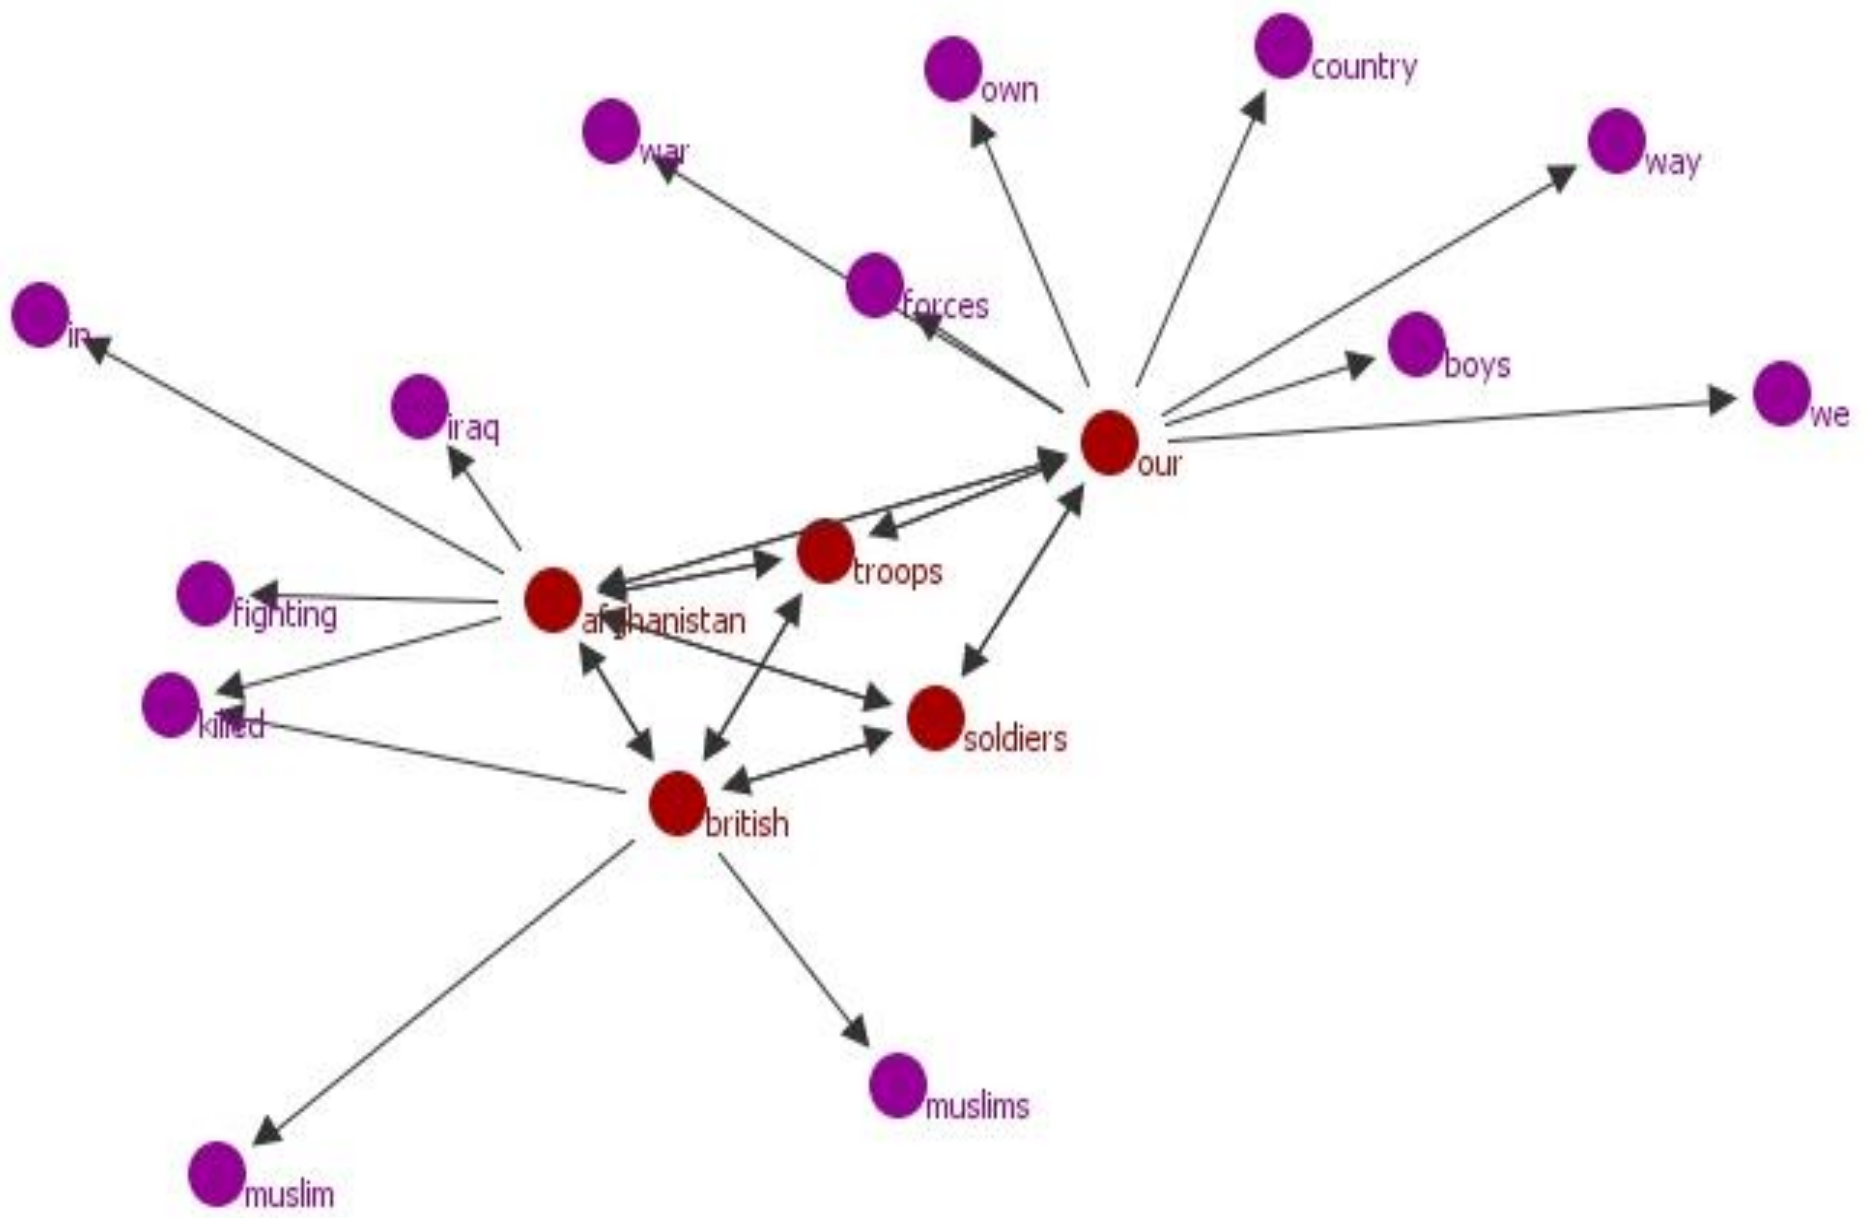 country
own
war
way
forces
in
boys
we
iraq
our
troops
fighting
afghanistan
killed
soldiers
british
muslims
muslim